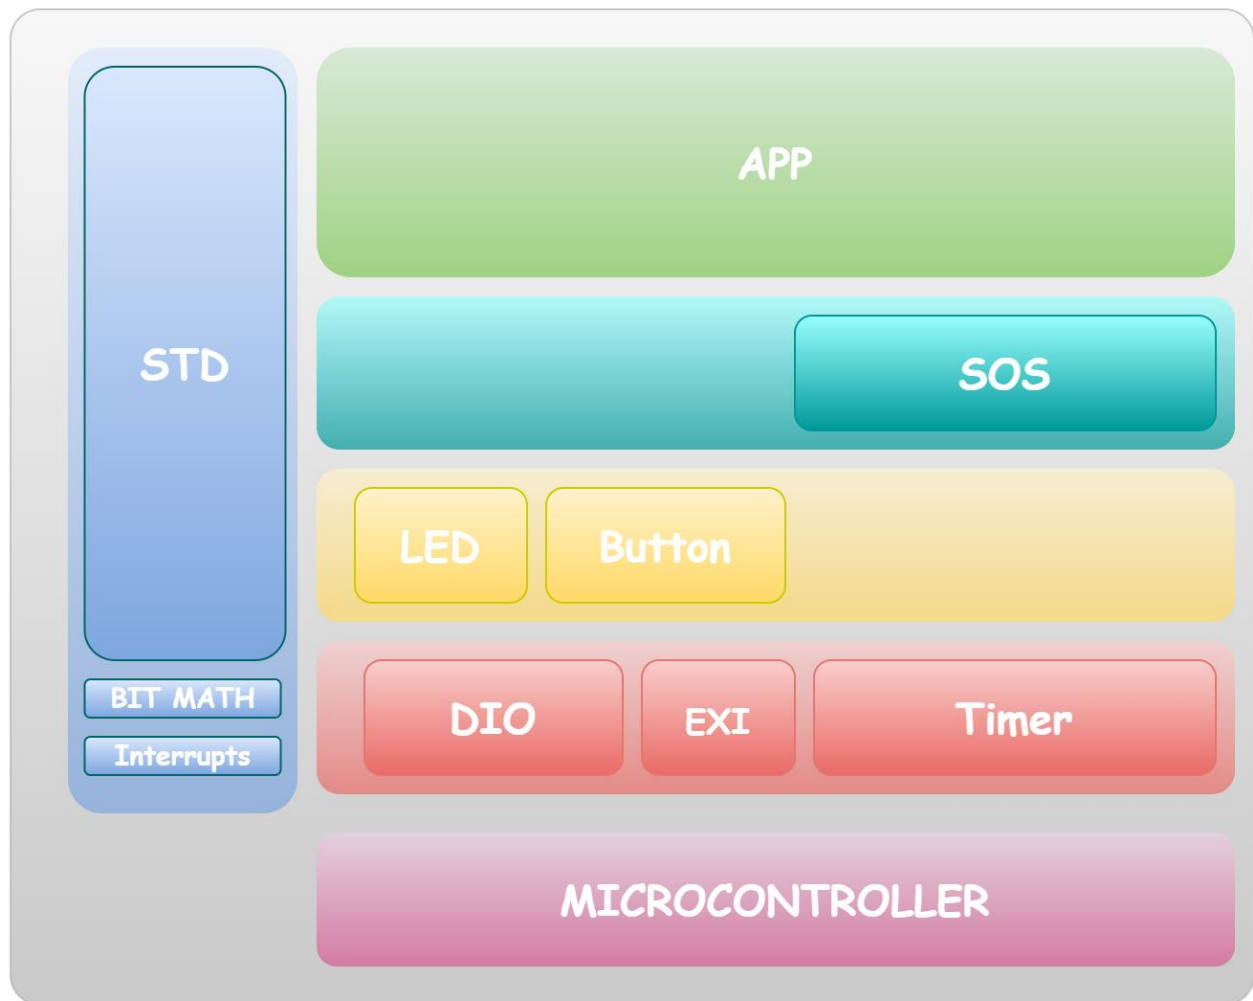 APP
STD
SOS
LED
Button
BIT MATH
DIO
EXI
Timer
Interrupts
MICROCONTROLLER